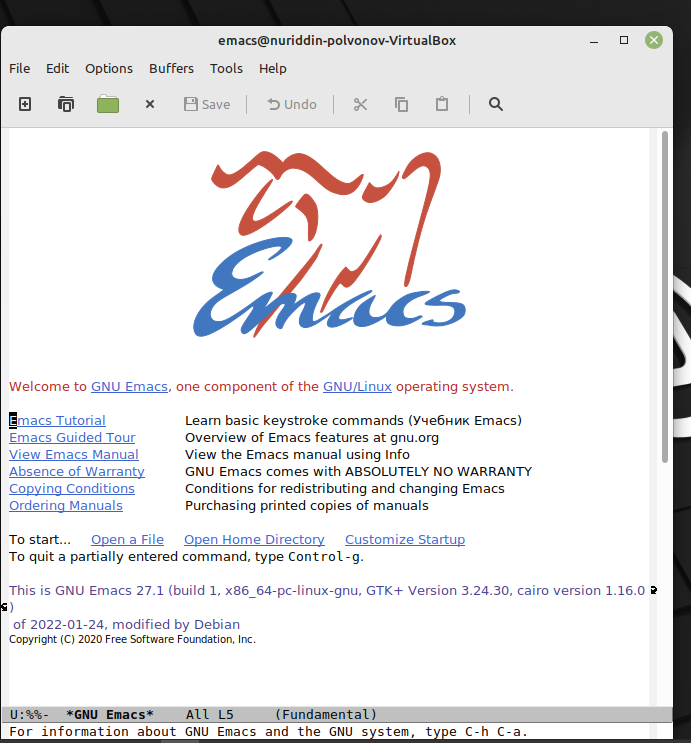 emacs@nuriddin-polvonov-VirtualBox
File Edit Options Buffers Tools Help
Save Undo
Emacs
Welcome to GNU Emacs, one component of the GNU/Linux operating system.
Emacs Tutorial Learn basic keystroke commands (Учебник Emacs)
Emacs Guided Tour Overview of Emacs features at gnu.org
View Emacs Manual View the Emacs manual using Info
Absence of Warranty GNU Emacs comes with ABSOLUTELY NO WARRANTY
Copying Conditions Conditions for redistributing and changing Emacs
Ordering Manuals Purchasing printed copies of manuals
To start... Open a File Open Home Directory Customize Startup
To quit a partially entered command, type Control-g.
This is GNU Emacs 27.1 (build 1, x86_64-pc-linux-gnu, GTK+ Version 3.24.30, cairo version 1.16.0
)
of 2022-01-24, modified by Debian
Copyright (C) 2020 Free Software Foundation, Inc.
U:%%- *GNU Emacs* All L5 (Fundamental)
For information about GNU Emacs and the GNU system, type C-h C-a.